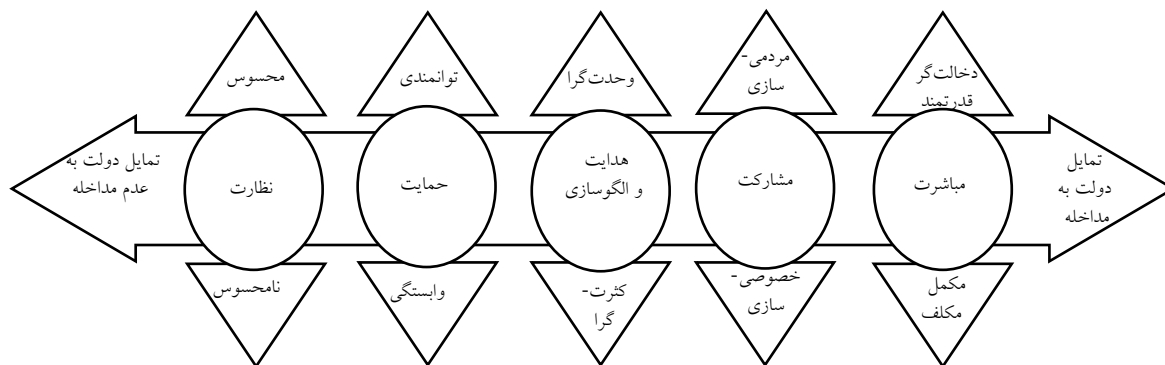 دخالت‌گر
قدرتمند
مردمی-
سازی
وحدت‌گرا
توانمندی
محسوس
تمایل
دولت به
مداخله
مباشرت
مشارکت
هدایت
و الگوسازی
حمایت
نظارت
تمایل دولت به
عدم مداخله
مکمل
مکلف
خصوصی-
سازی
کثرت-
گرا
وابستگی
نامحسوس